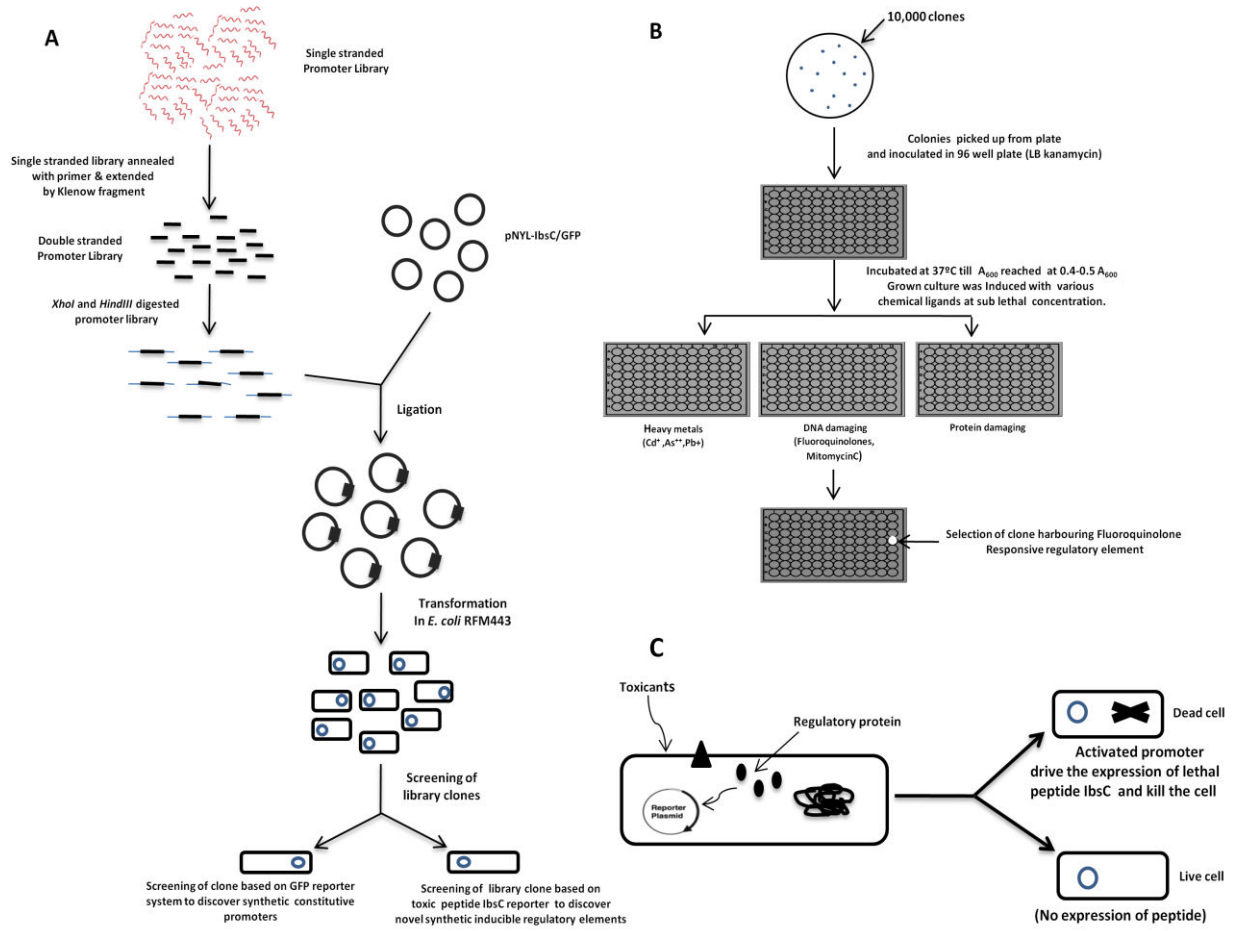 A
Single stranded
Promoter Library
Single stranded library annealed
with primer & extended
by Klenow fragment
Double stranded
Promoter Library
pNYL-IbsC/GFP
XhoI and HindIII digested
promoter library
Ligation
Transformation
In E. coli RFM443
Screening of
library clones
Screening of clone based on GFP reporter
system to discover synthetic constitutive
promoters
Screening of library clone based on
toxic peptide IbsC reporter to discover
novel synthetic inducible regulatory elements
B
10,000 clones
Colonies picked up from plate
and inoculated in 96 well plate (LB kanamycin)
Incubated at 37ºC till A600 reached at 0.4-0.5 A600
Grown culture was Induced with various
chemical ligands at sub lethal concentration.
Heavy metals
(Cd⁺ ,As⁺⁺,Pb+)
DNA damaging
(Fluoroquinolones,
MitomycinC)
Protein damaging
Selection of clone harbouring Fluoroquinolone
Responsive regulatory element
C
Toxicants
Regulatory protein
Reporter
Plasmid
Dead cell
Activated promoter
drive the expression of lethal
peptide IbsC and kill the cell
Live cell
(No expression of peptide)